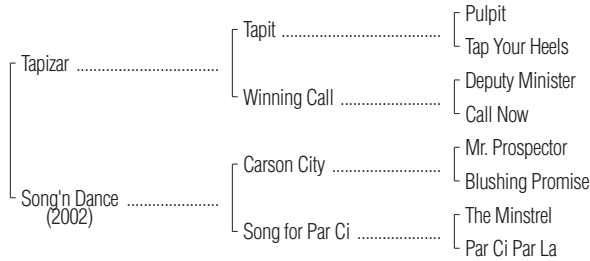 Pulpit
Tapit ..........................................
Tap Your Heels
Tapizar .....................................
Deputy Minister
Winning Call ..........................
Call Now
Mr. Prospector
Carson City ............................
Blushing Promise
Song'n Dance ........................
(2002)
The Minstrel
Song for Par Ci .....................
Par Ci Par La